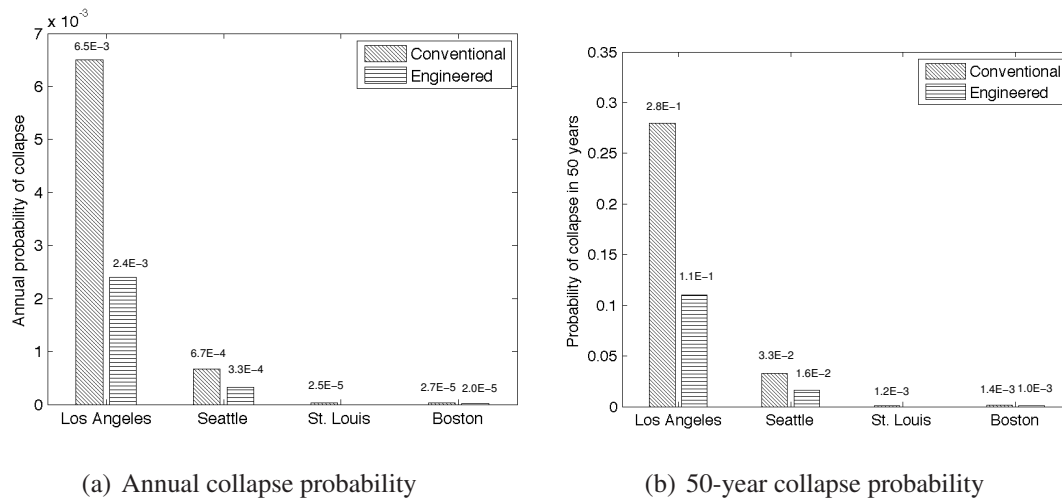 x 10⁻³
7
6
5
4
3
2
1
0
Annual probability of collapse
6.5E−3
2.4E−3
6.7E−4
3.3E−4
2.5E−5
2.7E−5
2.0E−5
Conventional
Engineered
Los Angeles
Seattle
St. Louis
Boston
(a) Annual collapse probability
0.35
0.3
0.25
0.2
0.15
0.1
0.05
0
Probability of collapse in 50 years
2.8E−1
1.1E−1
3.3E−2
1.6E−2
1.2E−3
1.4E−3
1.0E−3
Conventional
Engineered
Los Angeles
Seattle
St. Louis
Boston
(b) 50-year collapse probability